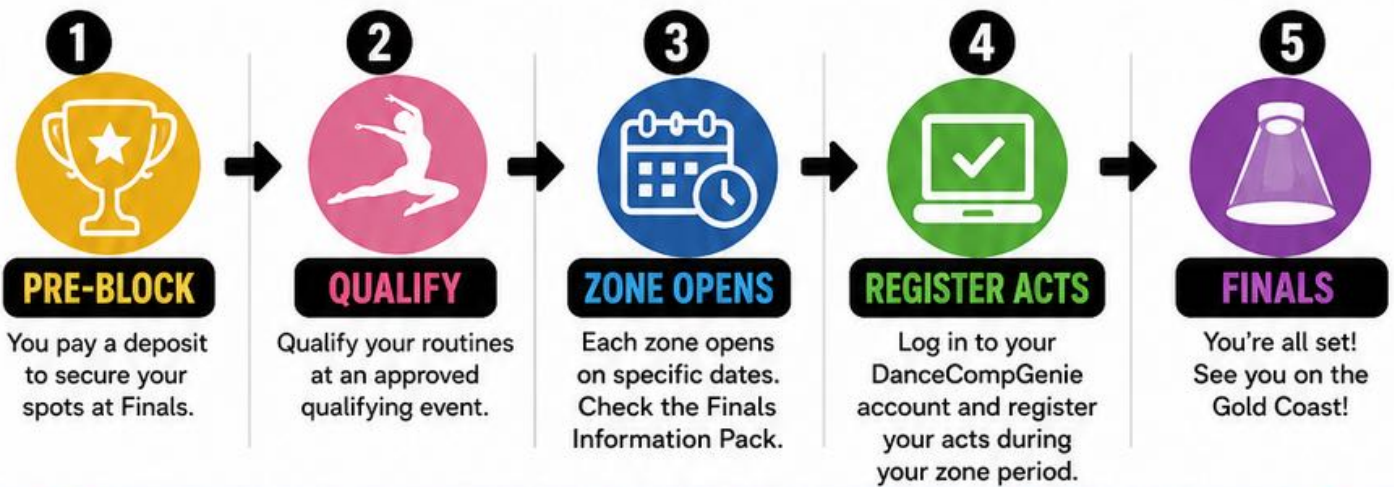 1
PRE-BLOCK
You pay a deposit
to secure your
spots at Finals.
2
QUALIFY
Qualify your routines
at an approved
qualifying event.
3
ZONE OPENS
Each zone opens
on specific dates.
Check the Finals
Information Pack.
4
REGISTER ACTS
Log in to your
DanceCompGenie
account and register
your acts during
your zone period.
5
FINALS
You’re all set!
See you on the
Gold Coast!